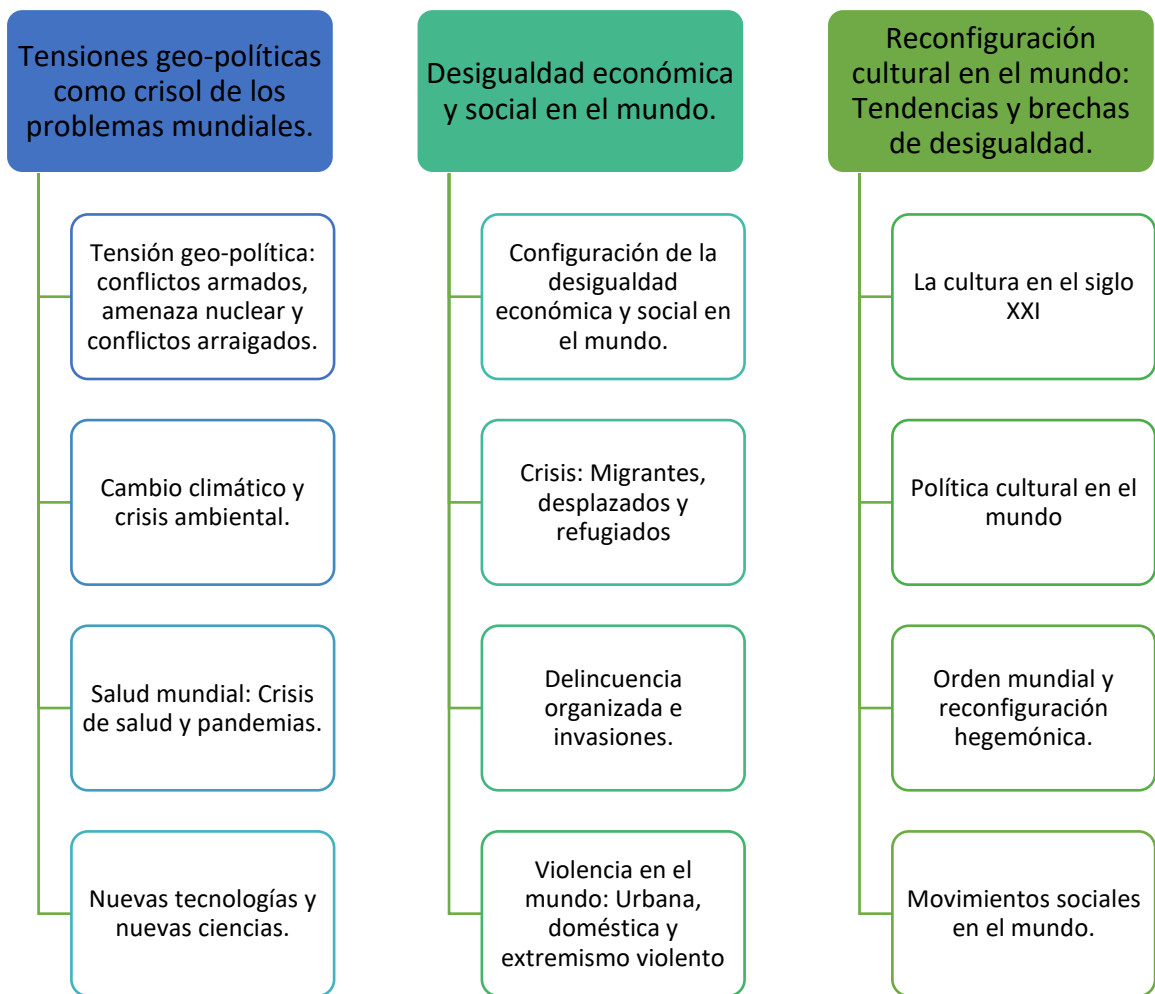 Tensiones geo-políticas
como crisol de los
problemas mundiales.
Tensión geo-política:
conflictos armados,
amenaza nuclear y
conflictos arraigados.
Cambio climático y
crisis ambiental.
Salud mundial: Crisis
de salud y pandemias.
Nuevas tecnologías y
nuevas ciencias.
Desigualdad económica
y social en el mundo.
Configuración de la
desigualdad
económica y social en
el mundo.
Crisis: Migrantes,
desplazados y
refugiados
Delincuencia
organizada e
invasiones.
Violencia en el
mundo: Urbana,
doméstica y
extremismo violento
Reconfiguración
cultural en el mundo:
Tendencias y brechas
de desigualdad.
La cultura en el siglo
XXI
Política cultural en el
mundo
Orden mundial y
reconfiguración
hegemónica.
Movimientos sociales
en el mundo.